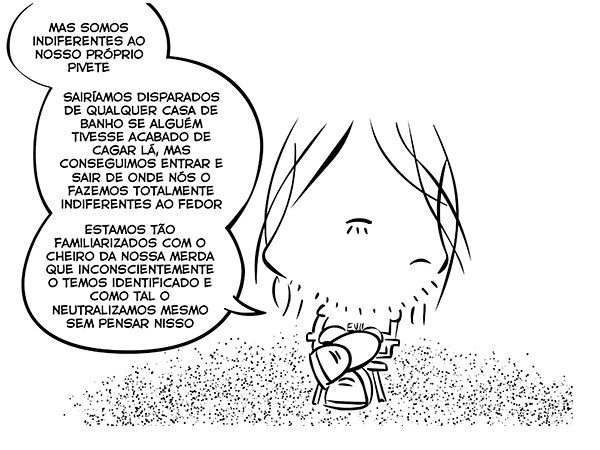 MAS SOMOS
INDIFERENTES AO
NOSSO PRÓPRIO
PIVETE
SAIRÍAMOS DISPARADOS
DE QUALQUER CASA DE
BANHO SE ALGUÉM
TIVESSE ACABADO DE
CAGAR LÁ, MAS
CONSEGUIMOS ENTRAR E
SAIR DE ONDE NÓS O
FAZEMOS TOTALMENTE
INDIFERENTES AO FEDOR
ESTAMOS TÃO
FAMILIARIZADOS COM O
CHEIRO DA NOSSA MERDA
QUE INCONSCIENTEMENTE
O TEMOS IDENTIFICADO E
COMO TAL O
NEUTRALIZAMOS MESMO
SEM PENSAR NISSO
EVIL